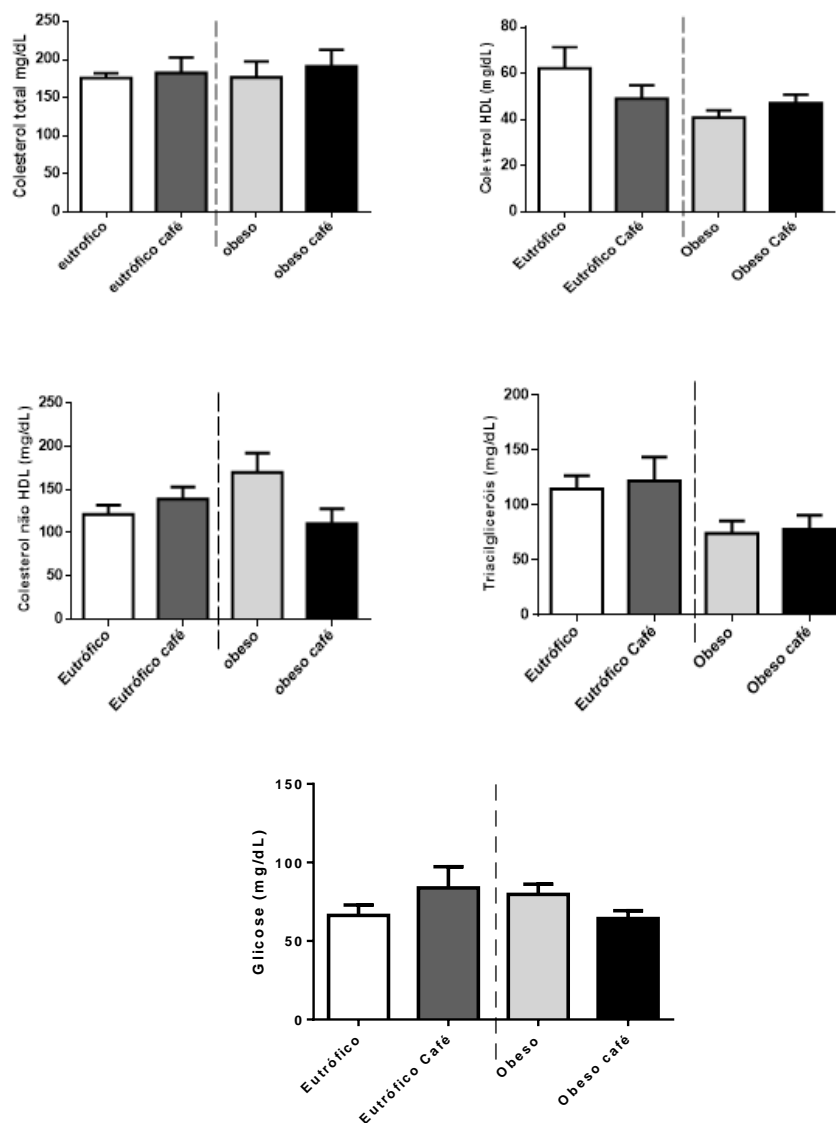 Colesterol total mg/dL
250
200
150
100
50
0
eutrofico
eutrófico café
obeso
obeso café
Colesterol HDL (mg/dL)
80
60
40
20
0
Eutrófico
Eutrófico Café
Obeso
Obeso Café
Colesterol não HDL (mg/dL)
250
200
150
100
50
0
Eutrófico
Eutrófico café
obeso
obeso café
Triacilgliceróis (mg/dL)
200
150
100
50
0
Eutrófico
Eutrófico Café
Obeso
Obeso café
Glicose (mg/dL)
150
100
50
0
Eutrófico
Eutrófico Café
Obeso
Obeso café